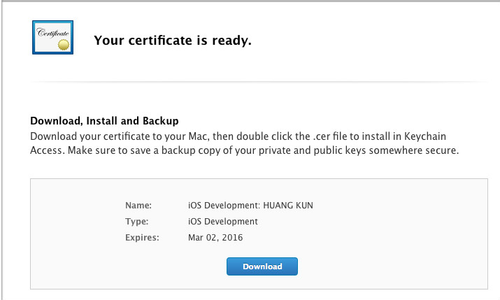 Certificate
Your certificate is ready.
Download, Install and Backup
Download your certificate to your Mac, then double click the .cer file to install in Keychain
Access. Make sure to save a backup copy of your private and public keys somewhere secure.
Name: iOS Development: HUANG KUN
Type: iOS Development
Expires: Mar 02, 2016
Download